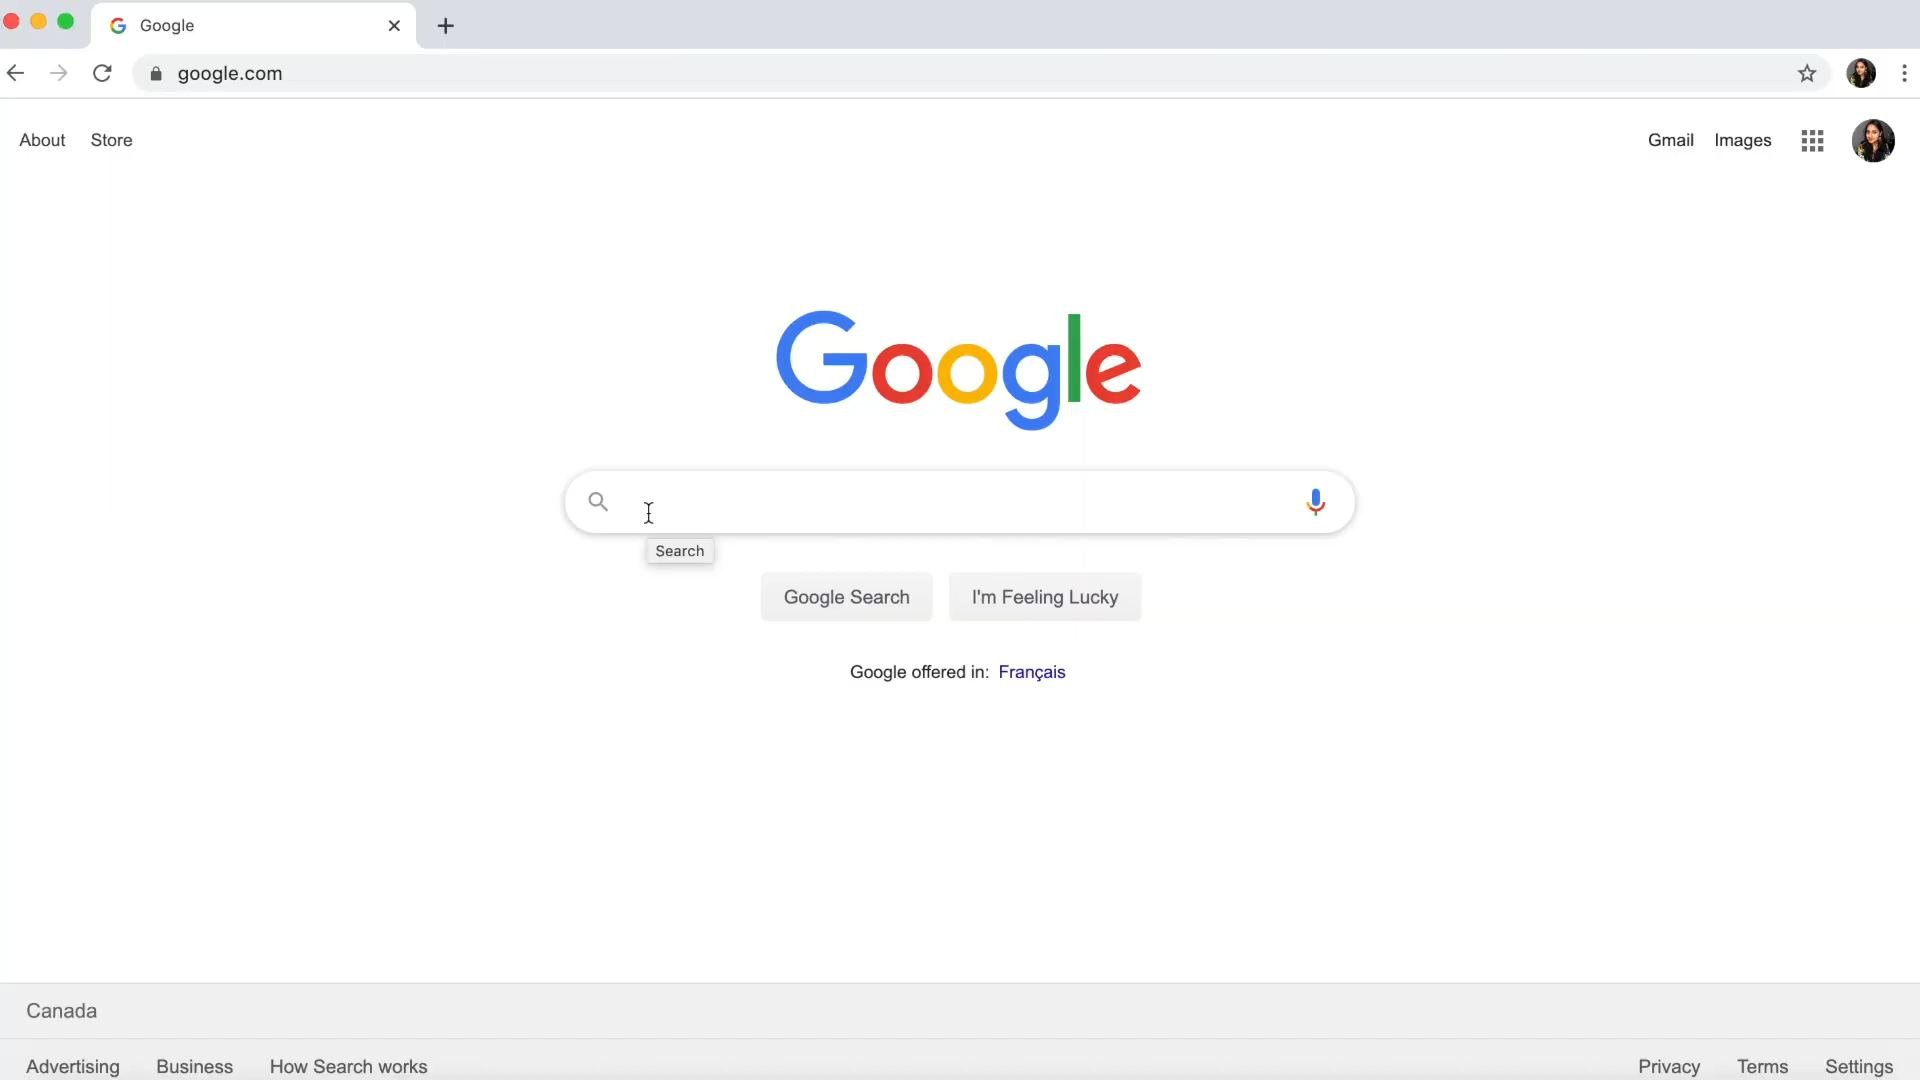 Google
google.com
About Store
Gmail Images
Google
Search
Google Search I'm Feeling Lucky
Google offered in: Français
Canada
Advertising Business How Search works
Privacy Terms Settings